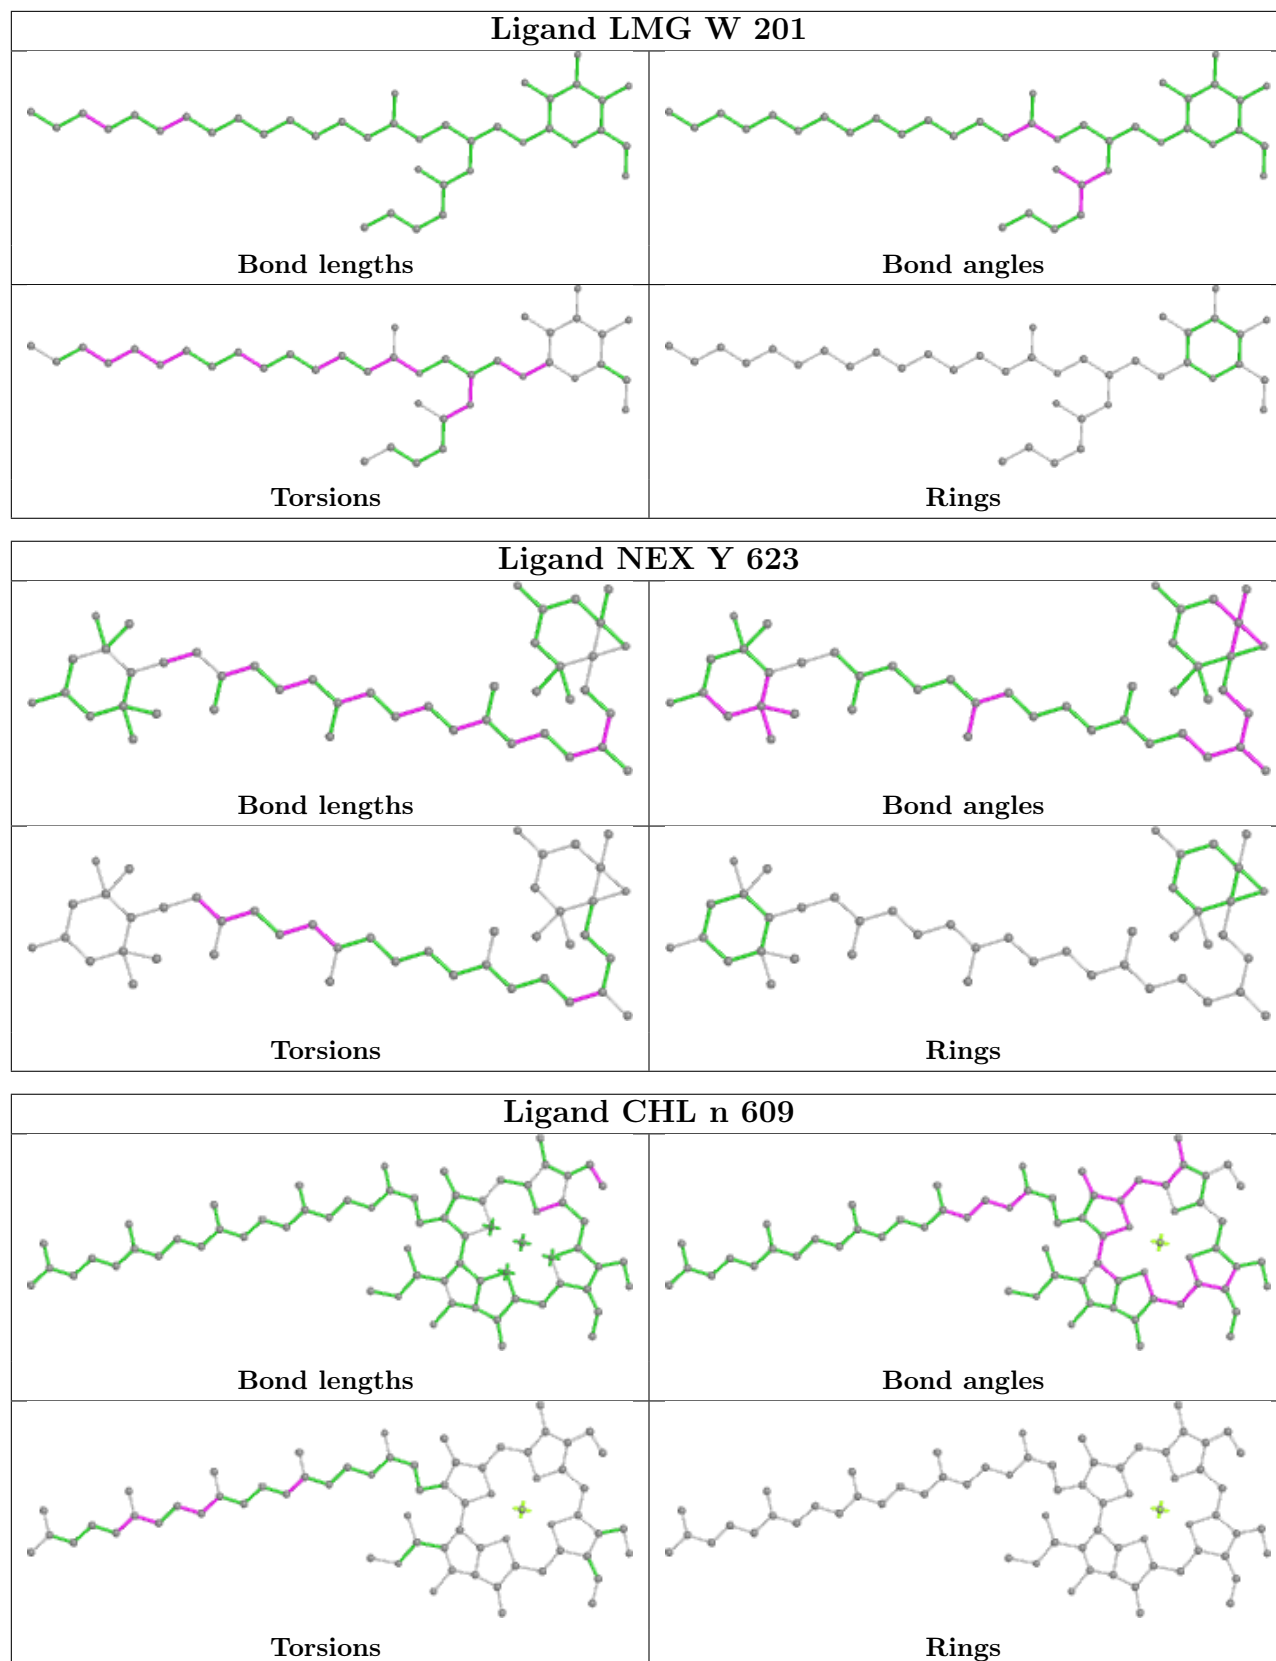 Ligand LMG W 201
Bond lengths
Bond angles
Torsions
Rings
Ligand NEX Y 623
Bond lengths
Bond angles
Torsions
Rings
Ligand CHL n 609
Bond lengths
Bond angles
Torsions
Rings